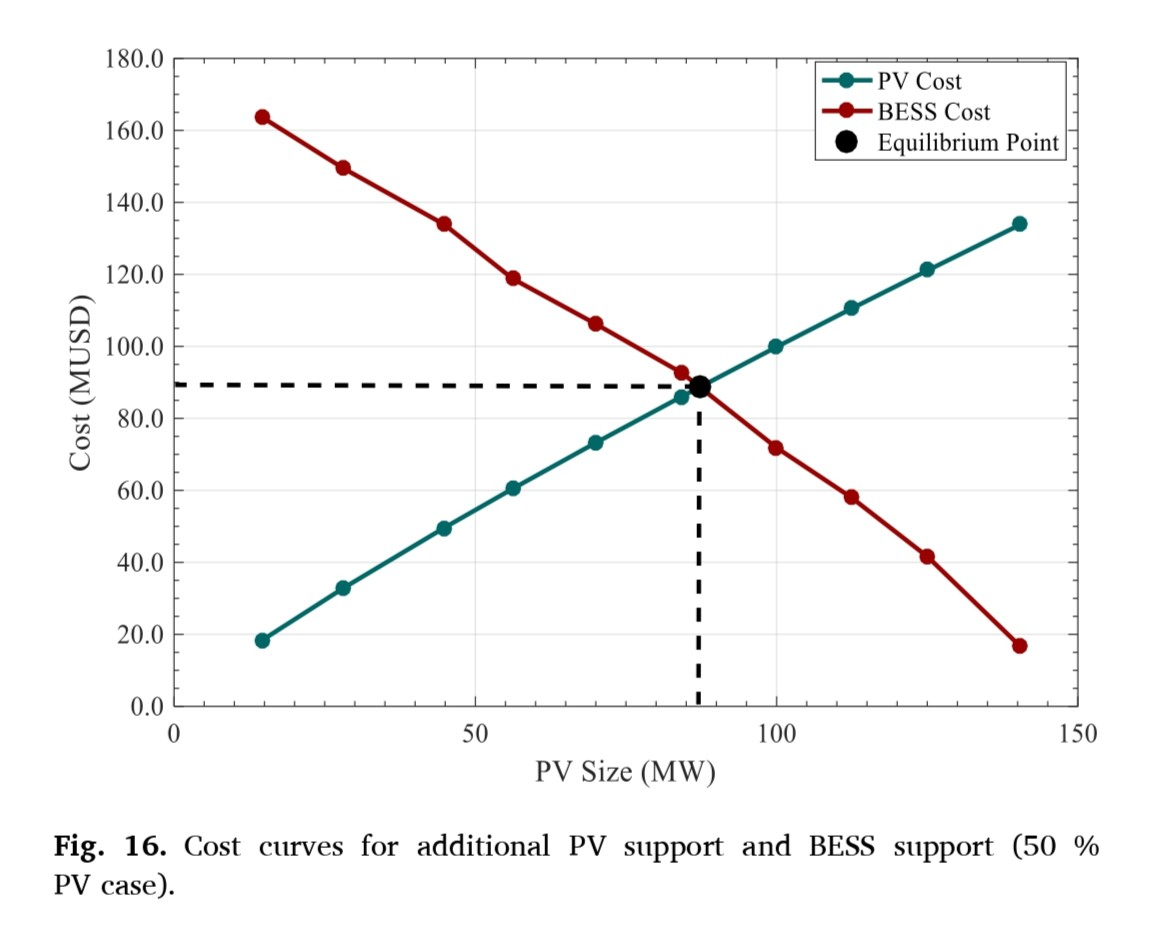 180.0
160.0
140.0
120.0
100.0
80.0
60.0
40.0
20.0
0.0
Cost (MUSD)
PV Cost
BESS Cost
Equilibrium Point
0 50 100 150
PV Size (MW)
Fig. 16. Cost curves for additional PV support and BESS support (50 %
PV case).